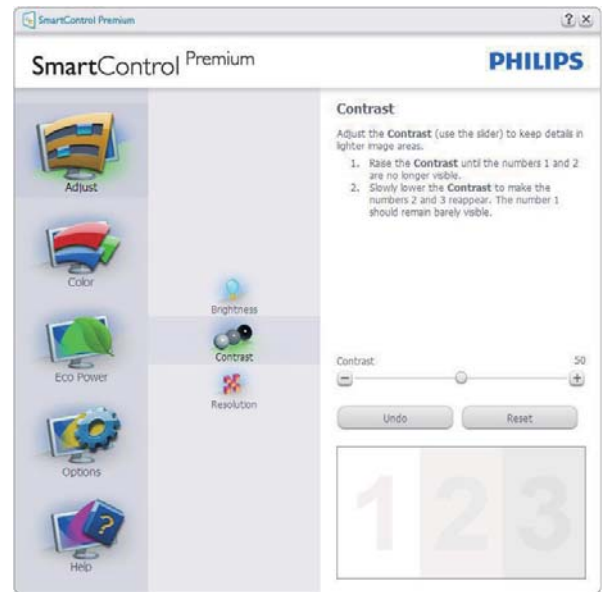 SmartControl Premium
? ×
SmartControl Premium
PHILIPS
Adjust
Color
Eco Power
Options
Help
Brightness
Contrast
Resolution
Contrast
Adjust the Contrast (use the slider) to keep details in
lighter image areas.
1. Raise the Contrast until the numbers 1 and 2
are no longer visible.
2. Slowly lower the Contrast to make the
numbers 2 and 3 reappear. The number 1
should remain barely visible.
Contrast 50
Undo Reset
1 2 3